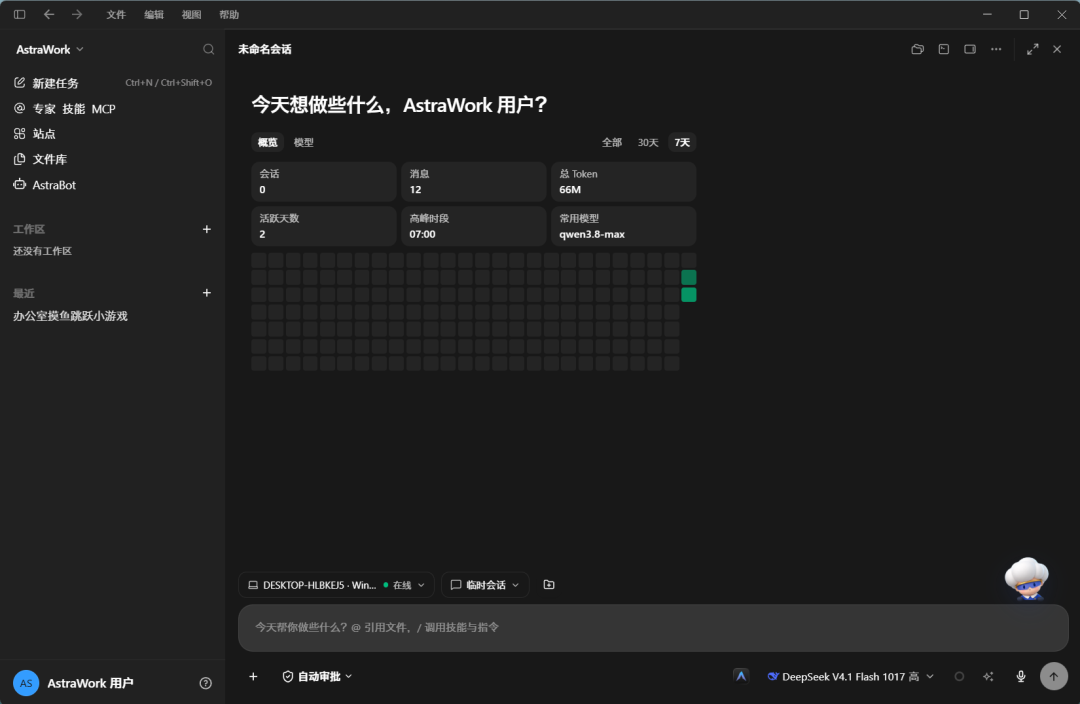 文件 编辑 视图 帮助
AstraWork
新建任务 Ctrl+N / Ctrl+Shift+O
专家 技能 MCP
站点
文件库
AstraBot
工作区 +
还没有工作区
最近 +
办公室摸鱼跳跃小游戏
AS AstraWork 用户
未命名会话
今天想做些什么，AstraWork 用户？
概览 模型 全部 30天 7天
会话
0
消息
12
总 Token
66M
活跃天数
2
高峰时段
07:00
常用模型
qwen3.8-max
DESKTOP-HLBKEJ5 · Win... 在线 临时会话
今天帮你做些什么？@ 引用文件，/ 调用技能与指令
+ 自动审批 DeepSeek V4.1 Flash 1017 高